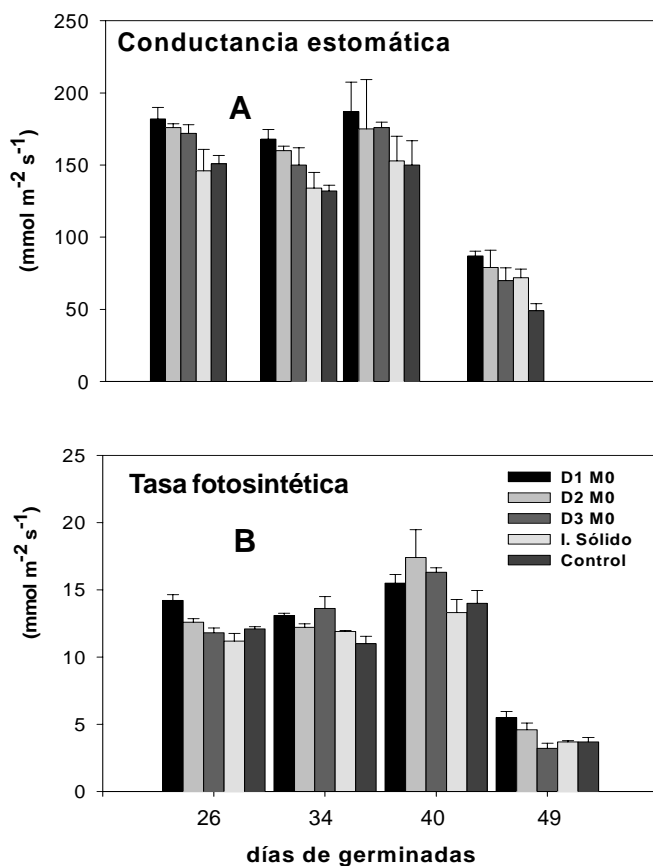 Conductancia estomática
A
(mmol m-2 s-1)
250
200
150
100
50
0
Tasa fotosintética
B
(mmol m-2 s-1)
25
20
15
10
5
0
D1 M0
D2 M0
D3 M0
I. Sólido
Control
26 34 40 49
días de germinadas